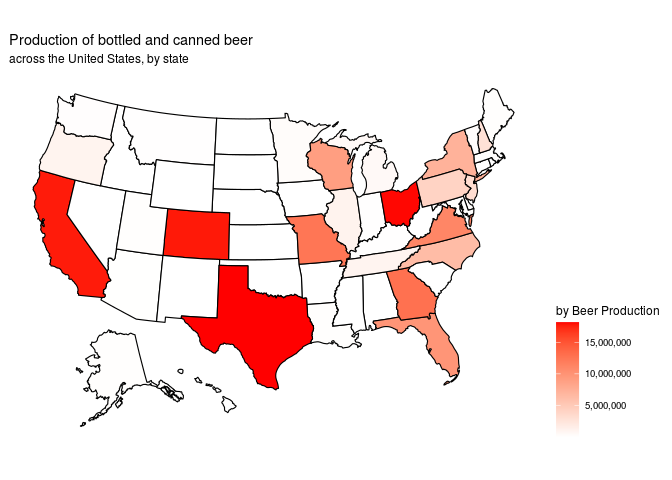 Production of bottled and canned beer
across the United States, by state
by Beer Production
15,000,000
10,000,000
5,000,000